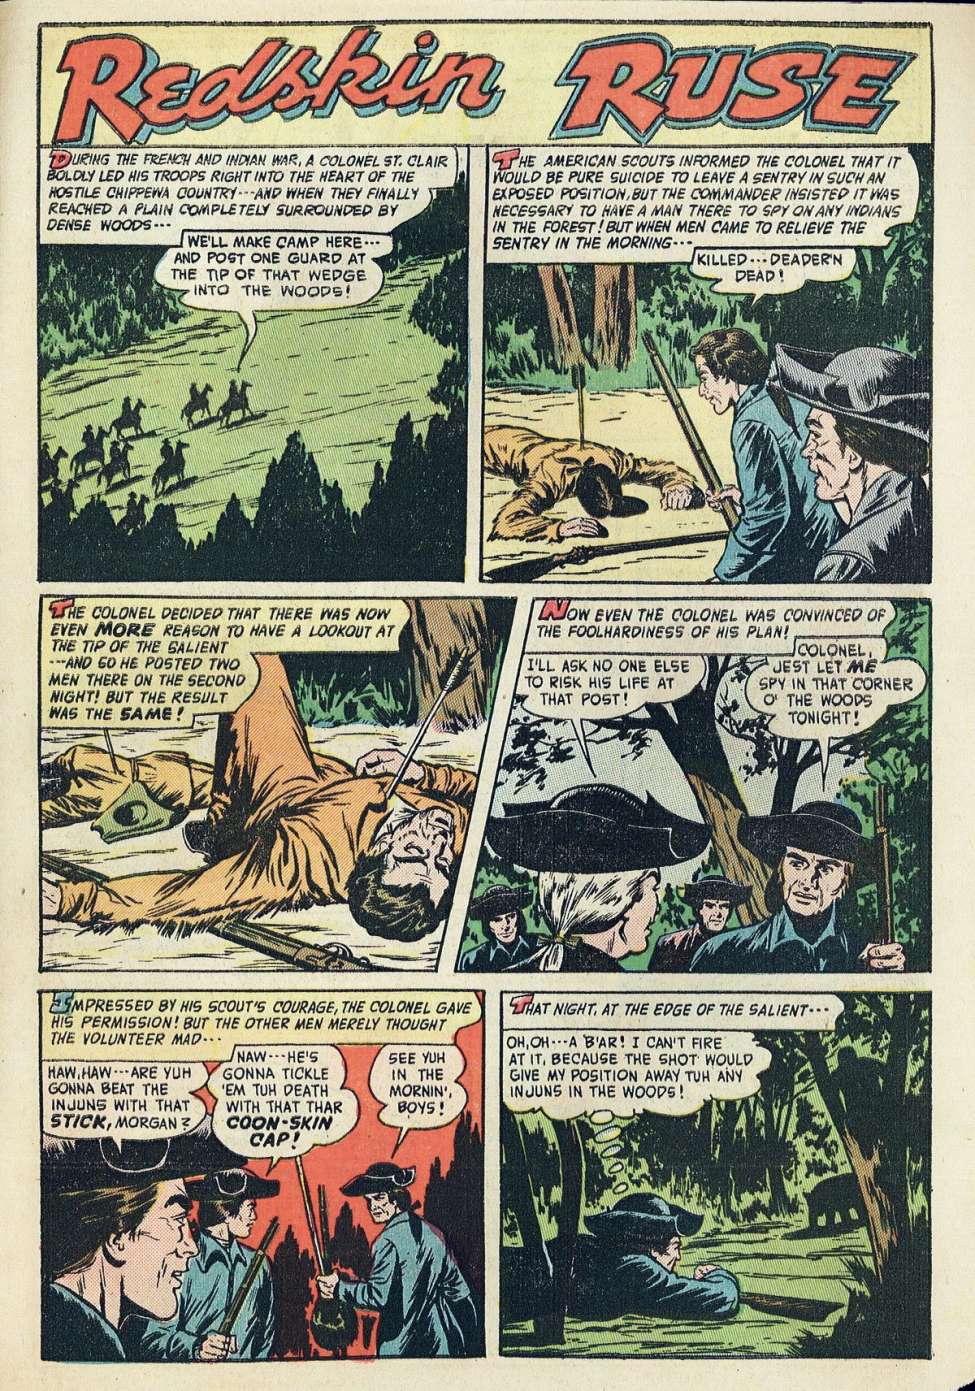 REDSKIN RUSE
DURING THE FRENCH AND INDIAN WAR, A COLONEL ST. CLAIR
BOLDLY LED HIS TROOPS RIGHT INTO THE HEART OF THE
HOSTILE CHIPPEWA COUNTRY---AND WHEN THEY FINALLY
REACHED A PLAIN COMPLETELY SURROUNDED BY
DENSE WOODS---
WE'LL MAKE CAMP HERE---
AND POST ONE GUARD AT
THE TIP OF THAT WEDGE
INTO THE WOODS!
THE AMERICAN SCOUTS INFORMED THE COLONEL THAT IT
WOULD BE PURE SUICIDE TO LEAVE A SENTRY IN SUCH AN
EXPOSED POSITION, BUT THE COMMANDER INSISTED IT WAS
NECESSARY TO HAVE A MAN THERE TO SPY ON ANY INDIANS
IN THE FOREST! BUT WHEN MEN CAME TO RELIEVE THE
SENTRY IN THE MORNING---
KILLED---DEADER'N
DEAD!
THE COLONEL DECIDED THAT THERE WAS NOW
EVEN MORE REASON TO HAVE A LOOKOUT AT
THE TIP OF THE SALIENT
---AND SO HE POSTED TWO
MEN THERE ON THE SECOND
NIGHT! BUT THE RESULT
WAS THE SAME!
NOW EVEN THE COLONEL WAS CONVINCED OF
THE FOOLHARDINESS OF HIS PLAN!
I'LL ASK NO ONE ELSE
TO RISK HIS LIFE AT
THAT POST!
COLONEL,
JEST LET ME
SPY IN THAT CORNER
O' THE WOODS
TONIGHT!
IMPRESSED BY HIS SCOUT'S COURAGE, THE COLONEL GAVE
HIS PERMISSION! BUT THE OTHER MEN MERELY THOUGHT
THE VOLUNTEER MAD---
HAW, HAW---ARE YUH
GONNA BEAT THE
INJUNS WITH THAT
STICK, MORGAN?
NAW---HE'S
GONNA TICKLE
'EM TUH DEATH
WITH THAT THAR
COON-SKIN
CAP!
SEE YUH
IN THE
MORNIN',
BOYS!
THAT NIGHT, AT THE EDGE OF THE SALIENT---
OH, OH---A B'AR! I CAN'T FIRE
AT IT, BECAUSE THE SHOT WOULD
GIVE MY POSITION AWAY TUH ANY
INJUNS IN THE WOODS!